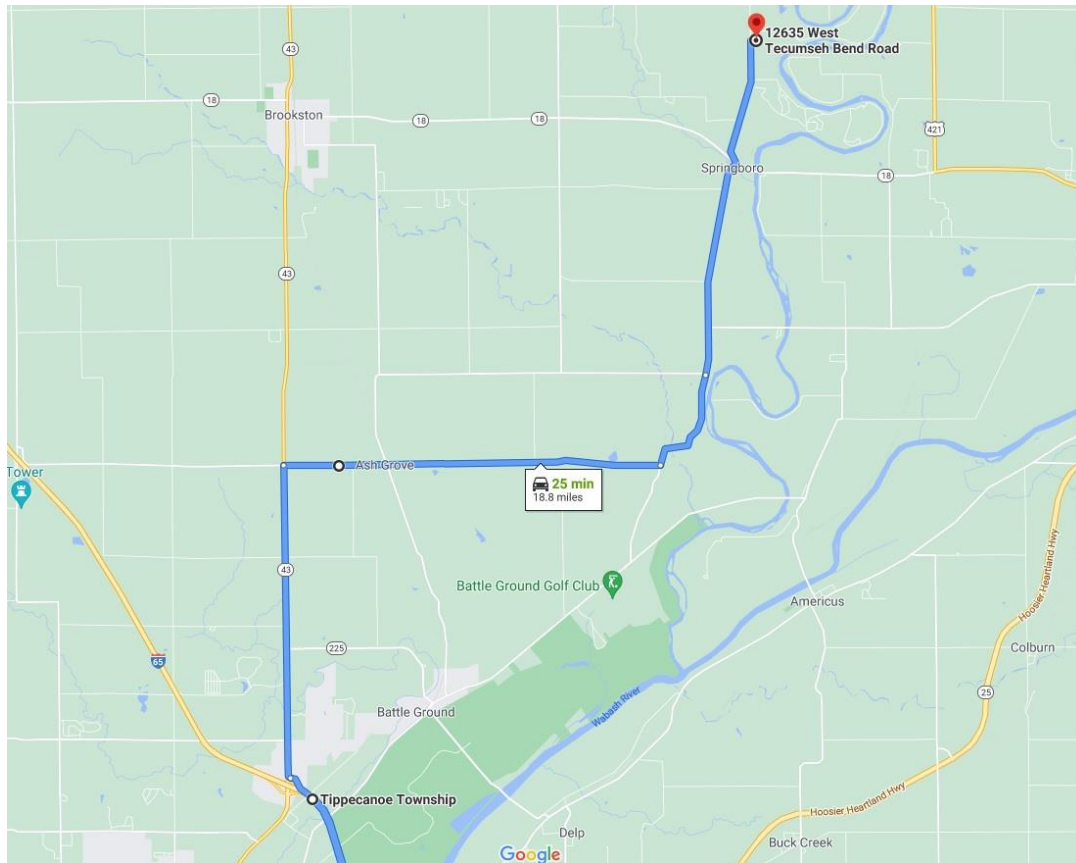 12635 West
Tecumseh Bend Road
43
18
Brookston
18
18
421
Springboro
18
43
Tower
Ash Grove
25 min
18.8 miles
43
Battle Ground Golf Club
Americus
Hoosier Heartland Hwy
225
65
Colburn
25
Wabash River
Battle Ground
Tippecanoe Township
Hoosier Heartland Hwy
Delp
Buck Creek
Google